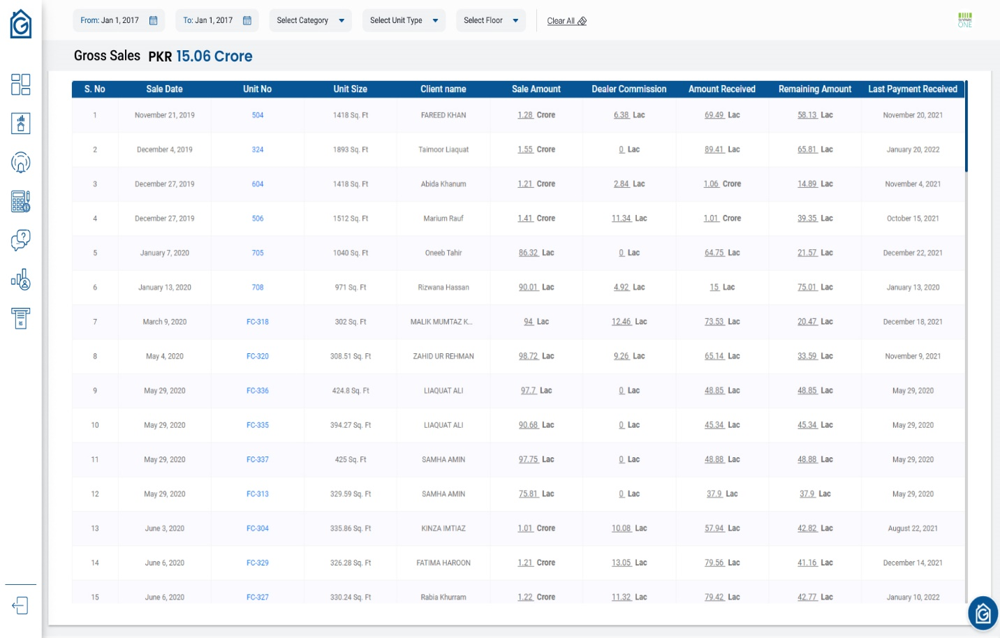 From: Jan 1, 2017 To: Jan 1, 2017 Select Category Select Unit Type Select Floor Clear All
ONE
Gross Sales PKR 15.06 Crore
S. No Sale Date Unit No Unit Size Client name Sale Amount Dealer Commission Amount Received Remaining Amount Last Payment Received
1 November 21, 2019 504 1418 Sq. Ft FAREED KHAN 1.28 Crore 6.38 Lac 69.49 Lac 58.13 Lac November 20, 2021
2 December 4, 2019 324 1893 Sq. Ft Taimoor Liaquat 1.55 Crore 0 Lac 89.41 Lac 65.81 Lac January 20, 2022
3 December 27, 2019 604 1418 Sq. Ft Abida Khanum 1.21 Crore 2.84 Lac 1.06 Crore 14.89 Lac November 4, 2021
4 December 27, 2019 506 1512 Sq. Ft Marium Rauf 1.41 Crore 11.34 Lac 1.01 Crore 39.35 Lac October 15, 2021
5 January 7, 2020 705 1040 Sq. Ft Oneeb Tahir 86.32 Lac 0 Lac 64.75 Lac 21.57 Lac December 22, 2021
6 January 13, 2020 708 971 Sq. Ft Rizwana Hassan 90.01 Lac 4.92 Lac 15 Lac 75.01 Lac January 13, 2020
7 March 9, 2020 FC-318 302 Sq. Ft MALIK MUMTAZ K... 94 Lac 12.46 Lac 73.53 Lac 20.47 Lac December 18, 2021
8 May 4, 2020 FC-320 308.51 Sq. Ft ZAHID UR REHMAN 98.72 Lac 9.26 Lac 65.14 Lac 33.59 Lac November 9, 2021
9 May 29, 2020 FC-336 424.8 Sq. Ft LIAQUAT ALI 97.7 Lac 0 Lac 48.85 Lac 48.85 Lac May 29, 2020
10 May 29, 2020 FC-335 394.27 Sq. Ft LIAQUAT ALI 90.68 Lac 0 Lac 45.34 Lac 45.34 Lac May 29, 2020
11 May 29, 2020 FC-337 425 Sq. Ft SAMHA AMIN 97.75 Lac 0 Lac 48.88 Lac 48.88 Lac May 29, 2020
12 May 29, 2020 FC-313 329.59 Sq. Ft SAMHA AMIN 75.81 Lac 0 Lac 37.9 Lac 37.9 Lac May 29, 2020
13 June 3, 2020 FC-304 335.86 Sq. Ft KINZA IMTIAZ 1.01 Crore 10.08 Lac 57.94 Lac 42.82 Lac August 22, 2021
14 June 6, 2020 FC-329 326.28 Sq. Ft FATIMA HAROON 1.21 Crore 13.05 Lac 79.56 Lac 41.16 Lac December 14, 2021
15 June 6, 2020 FC-327 330.24 Sq. Ft Rabia Khurram 1.22 Crore 11.32 Lac 79.42 Lac 42.77 Lac January 10, 2022